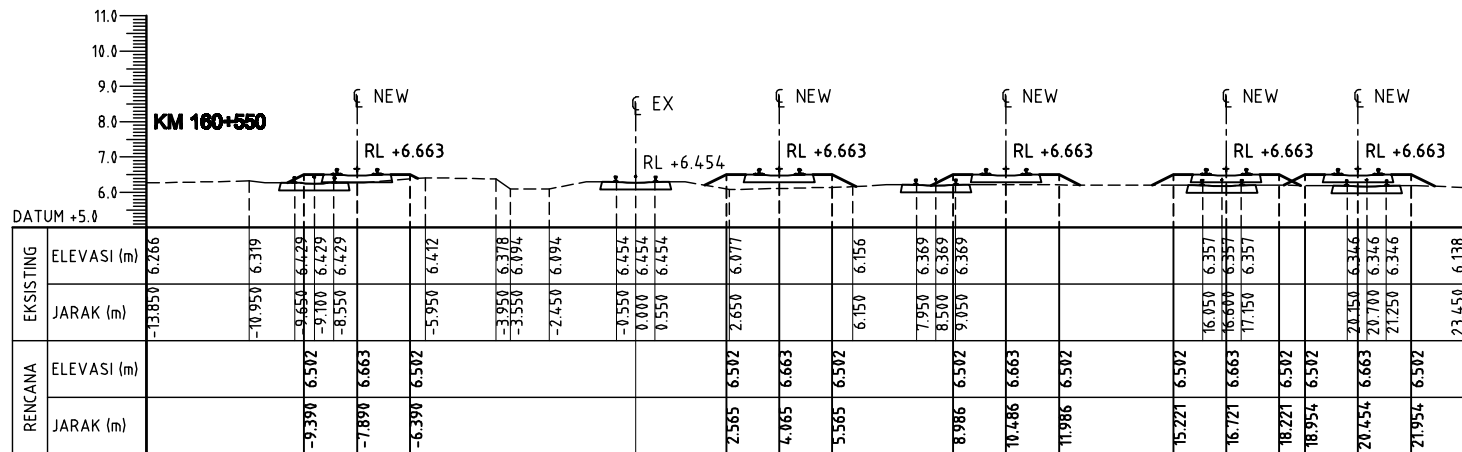 11.0
10.0
9.0
8.0
7.0
6.0
DATUM +5.0
KM 160+550
℄ NEW
RL +6.663
℄ EX
RL +6.454
℄ NEW
RL +6.663
℄ NEW
RL +6.663
℄ NEW
RL +6.663
℄ NEW
RL +6.663
EKSISTING
ELEVASI (m) 6.266 6.319 6.429 6.429 6.429 6.412 6.378 6.094 6.094 6.454 6.454 6.454 6.077 6.156 6.369 6.369 6.369 6.357 6.357 6.357 6.346 6.346 6.346 6.138
JARAK (m) -13.850 -10.950 -9.650 -9.100 -8.550 -5.950 -3.950 -3.550 -2.450 -0.550 0.000 0.550 2.650 6.150 7.950 8.500 9.050 16.050 16.600 17.150 20.150 20.700 21.250 23.450
RENCANA
ELEVASI (m) 6.502 6.663 6.502 6.502 6.663 6.502 6.502 6.663 6.502 6.502 6.663 6.502 6.502 6.663 6.502
JARAK (m) -9.390 -7.890 -6.390 2.565 4.065 5.565 8.986 10.486 11.986 15.221 16.721 18.221 18.954 20.454 21.954